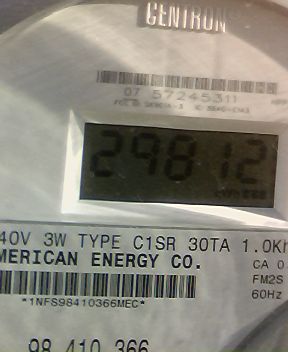 CENTRON
07 57245311
29812
40V 3W TYPE C1SR 30TA 1.0Kh
MERICAN ENERGY CO.
CA 0
FM2S
*1NFS98410366MEC*
60Hz
98 410 366